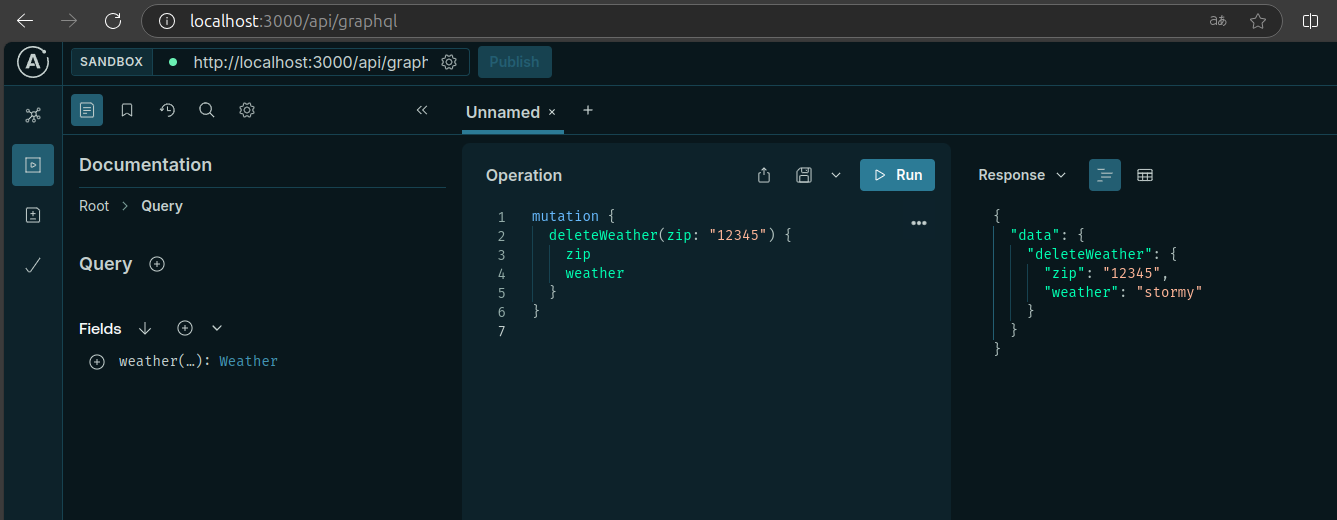 localhost:3000/api/graphql
SANDBOX
http://localhost:3000/api/graph
Publish
Unnamed
Documentation
Root > Query
Query
Fields
weather(…): Weather
Operation
Run
1 mutation {
2 deleteWeather(zip: "12345") {
3 zip
4 weather
5 }
6 }
7
Response
{
"data": {
"deleteWeather": {
"zip": "12345",
"weather": "stormy"
}
}
}